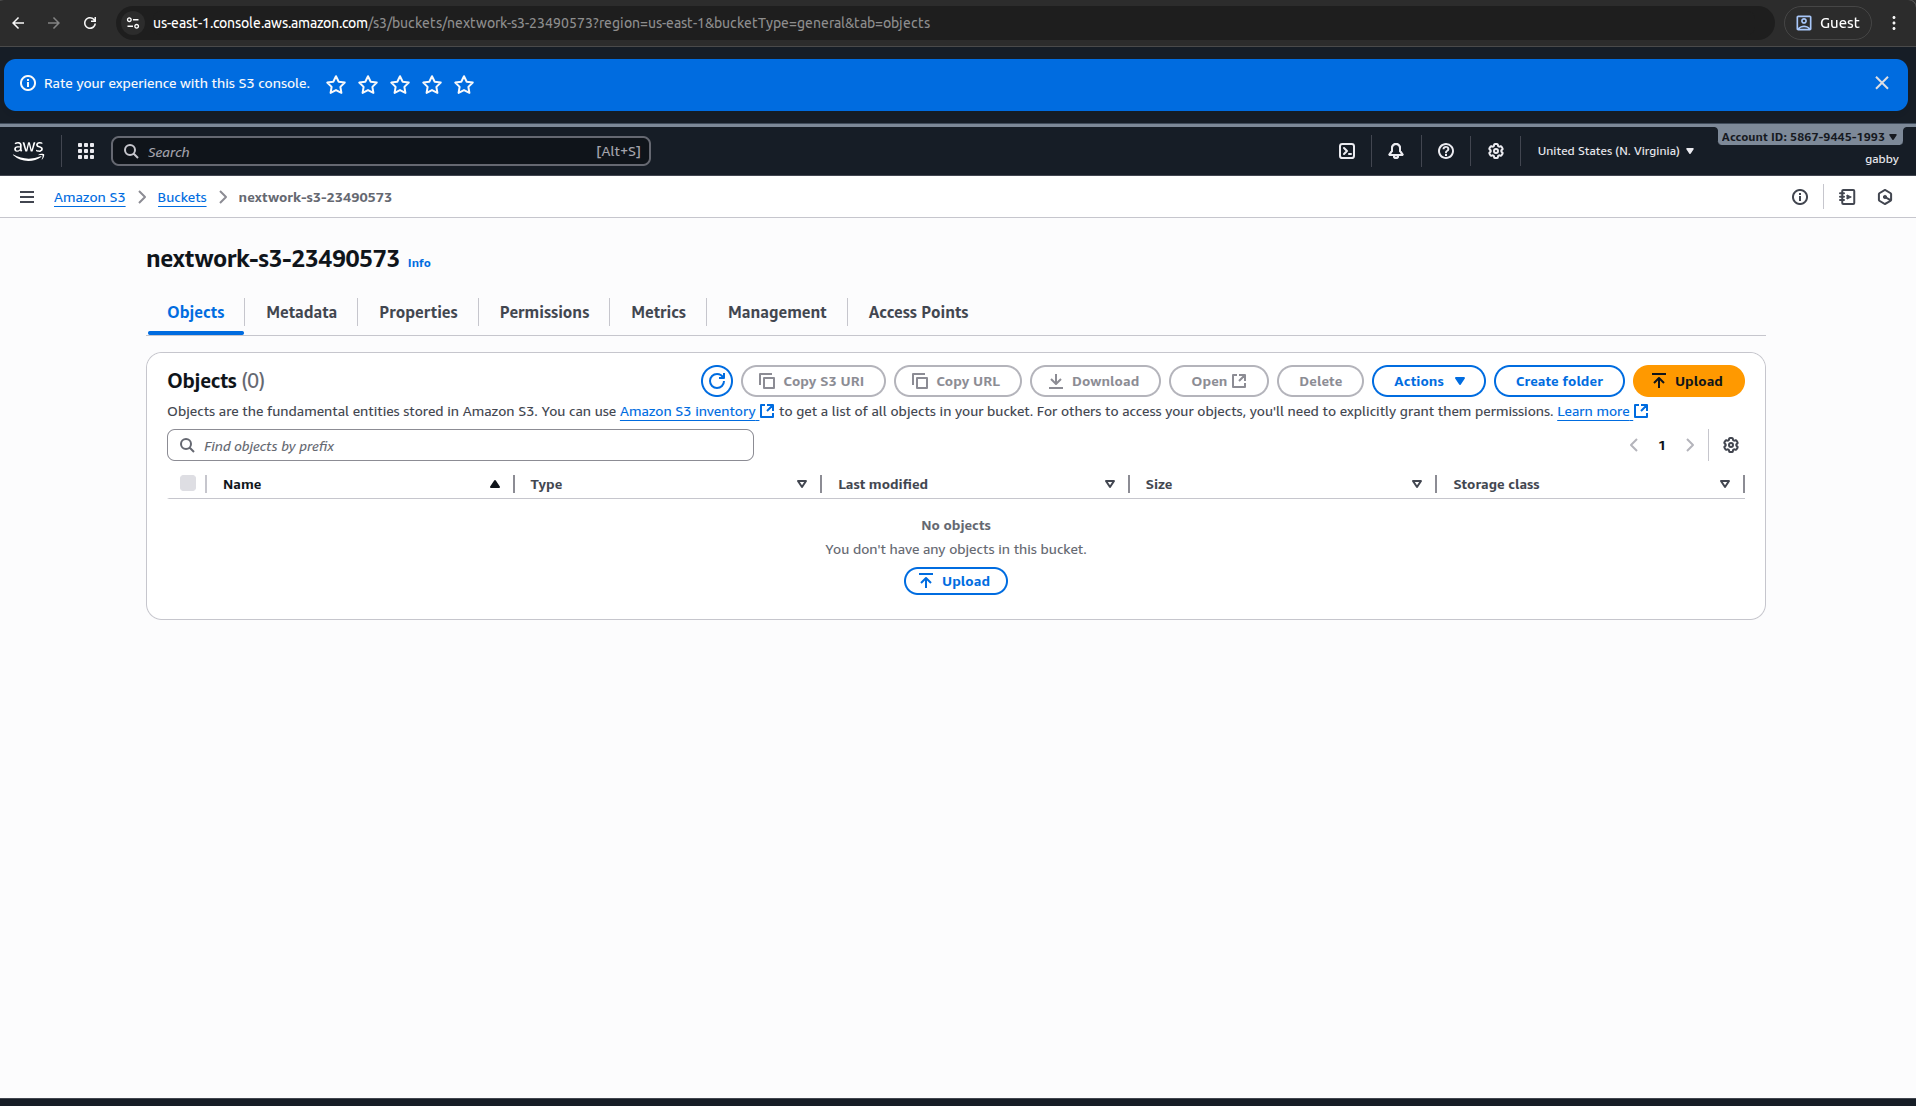 us-east-1.console.aws.amazon.com/s3/buckets/nextwork-s3-23490573?region=us-east-1&bucketType=general&tab=objects
Guest
Rate your experience with this S3 console.
aws
Search
[Alt+S]
United States (N. Virginia)
Account ID: 5867-9445-1993
gabby
Amazon S3
Buckets
nextwork-s3-23490573
nextwork-s3-23490573 Info
Objects
Metadata
Properties
Permissions
Metrics
Management
Access Points
Objects (0)
Copy S3 URI
Copy URL
Download
Open
Delete
Actions
Create folder
Upload
Objects are the fundamental entities stored in Amazon S3. You can use Amazon S3 inventory to get a list of all objects in your bucket. For others to access your objects, you'll need to explicitly grant them permissions. Learn more
Find objects by prefix
1
Name
Type
Last modified
Size
Storage class
No objects
You don't have any objects in this bucket.
Upload